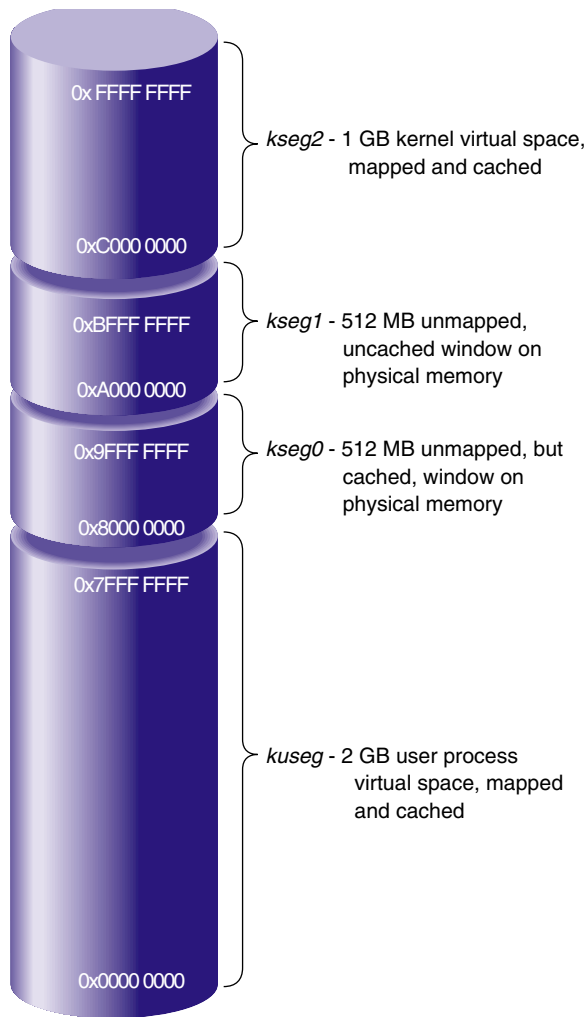 0x FFFF FFFF
kseg2 - 1 GB kernel virtual space,
mapped and cached
0xC000 0000
0xBFFF FFFF
kseg1 - 512 MB unmapped,
uncached window on
physical memory
0xA000 0000
0x9FFF FFFF
kseg0 - 512 MB unmapped, but
cached, window on
physical memory
0x8000 0000
0x7FFF FFFF
kuseg - 2 GB user process
virtual space, mapped
and cached
0x0000 0000